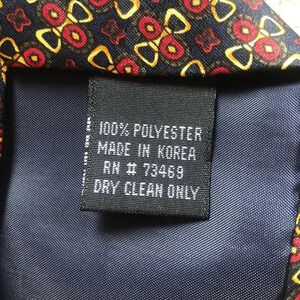 100% POLYESTER
MADE IN KOREA
RN # 73469
DRY CLEAN ONLY